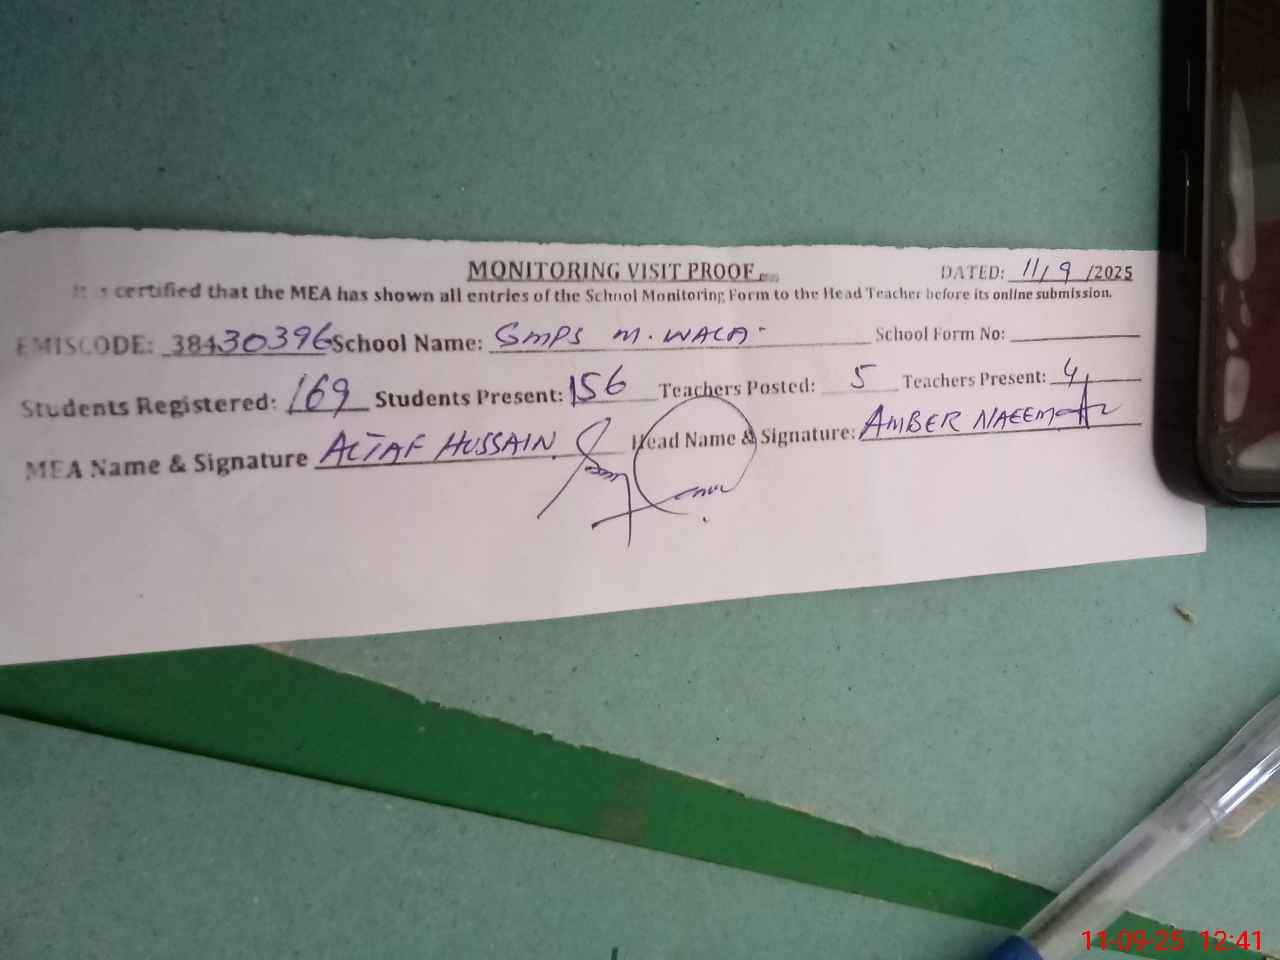 MONITORING VISIT PROOF
DATED: 11/9/2025
certified that the MEA has shown all entries of the School Monitoring Form to the Head Teacher before its online submission.
EMISCODE: 38430396 School Name: SMPS M. WALA School Form No:
Students Registered: 169 Students Present: 156 Teachers Posted: 5 Teachers Present: 4
MEA Name & Signature ALTAF HUSSAIN Head Name & Signature: AMBER NAEEM
11-09-25 12:41